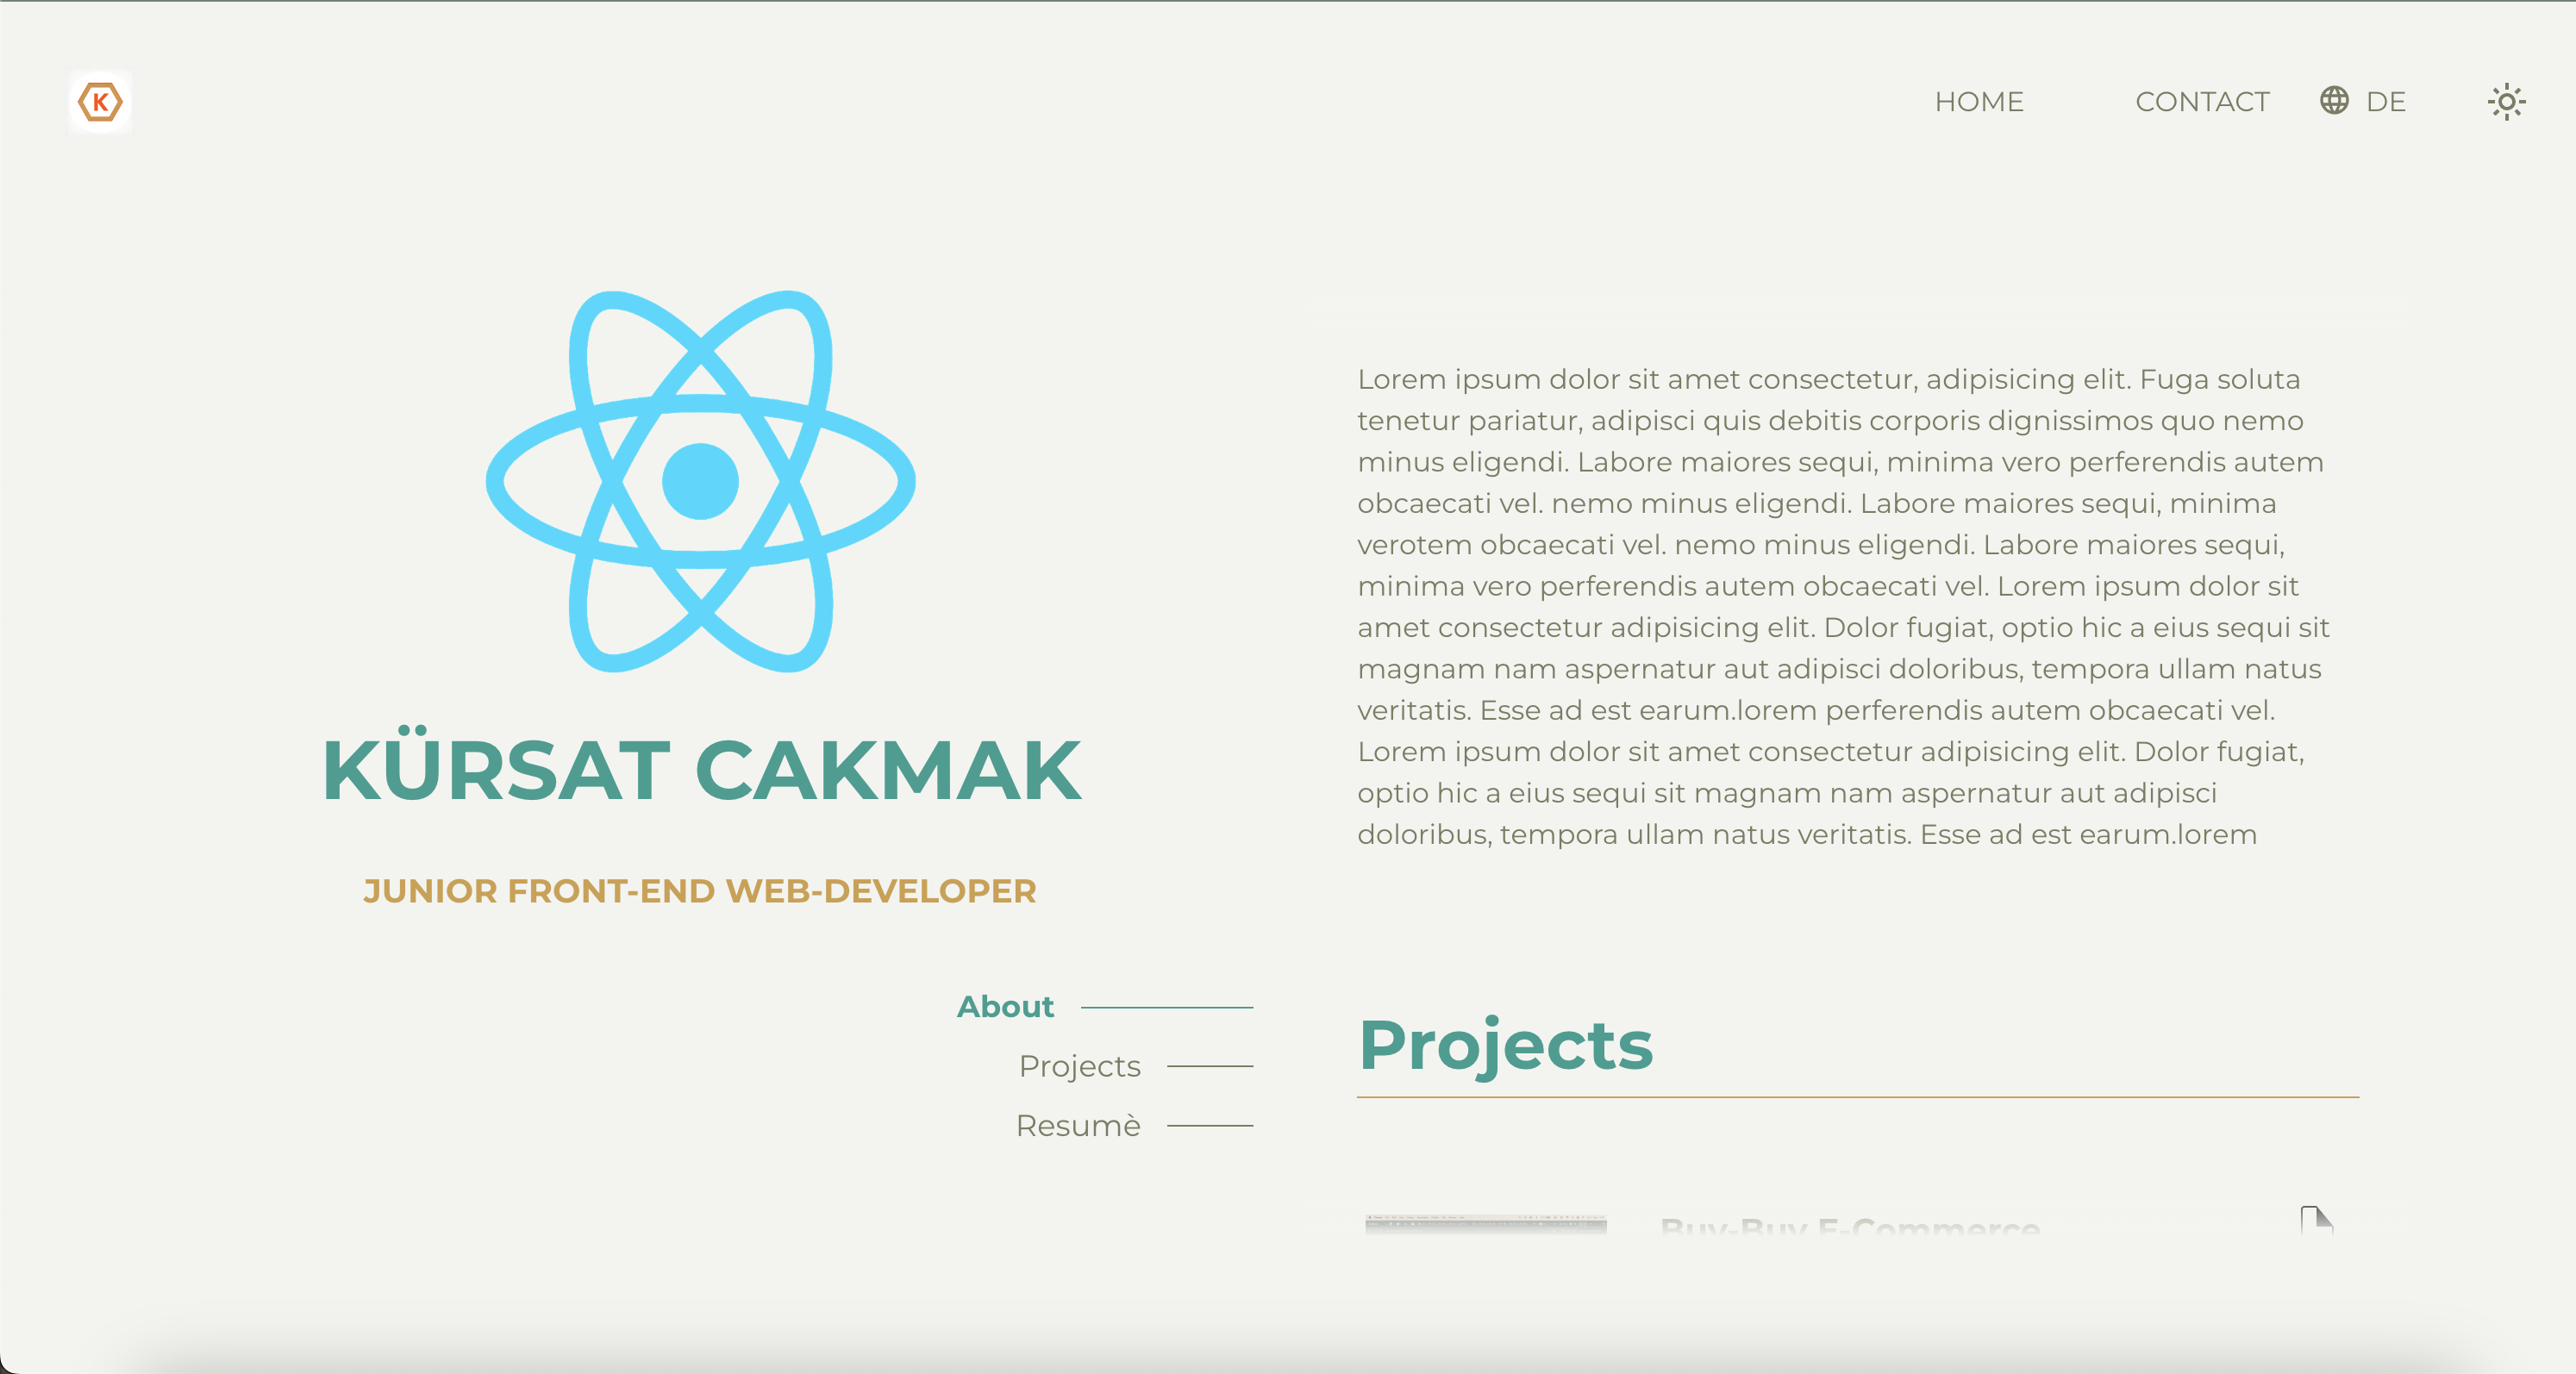 K
HOME
CONTACT
DE
KÜRSAT CAKMAK
JUNIOR FRONT-END WEB-DEVELOPER
About
Projects
Resumè
Lorem ipsum dolor sit amet consectetur, adipisicing elit. Fuga soluta
tenetur pariatur, adipisci quis debitis corporis dignissimos quo nemo
minus eligendi. Labore maiores sequi, minima vero perferendis autem
obcaecati vel. nemo minus eligendi. Labore maiores sequi, minima
verotem obcaecati vel. nemo minus eligendi. Labore maiores sequi,
minima vero perferendis autem obcaecati vel. Lorem ipsum dolor sit
amet consectetur adipisicing elit. Dolor fugiat, optio hic a eius sequi sit
magnam nam aspernatur aut adipisci doloribus, tempora ullam natus
veritatis. Esse ad est earum.lorem perferendis autem obcaecati vel.
Lorem ipsum dolor sit amet consectetur adipisicing elit. Dolor fugiat,
optio hic a eius sequi sit magnam nam aspernatur aut adipisci
doloribus, tempora ullam natus veritatis. Esse ad est earum.lorem
Projects
Buy-Buy E-Commerce